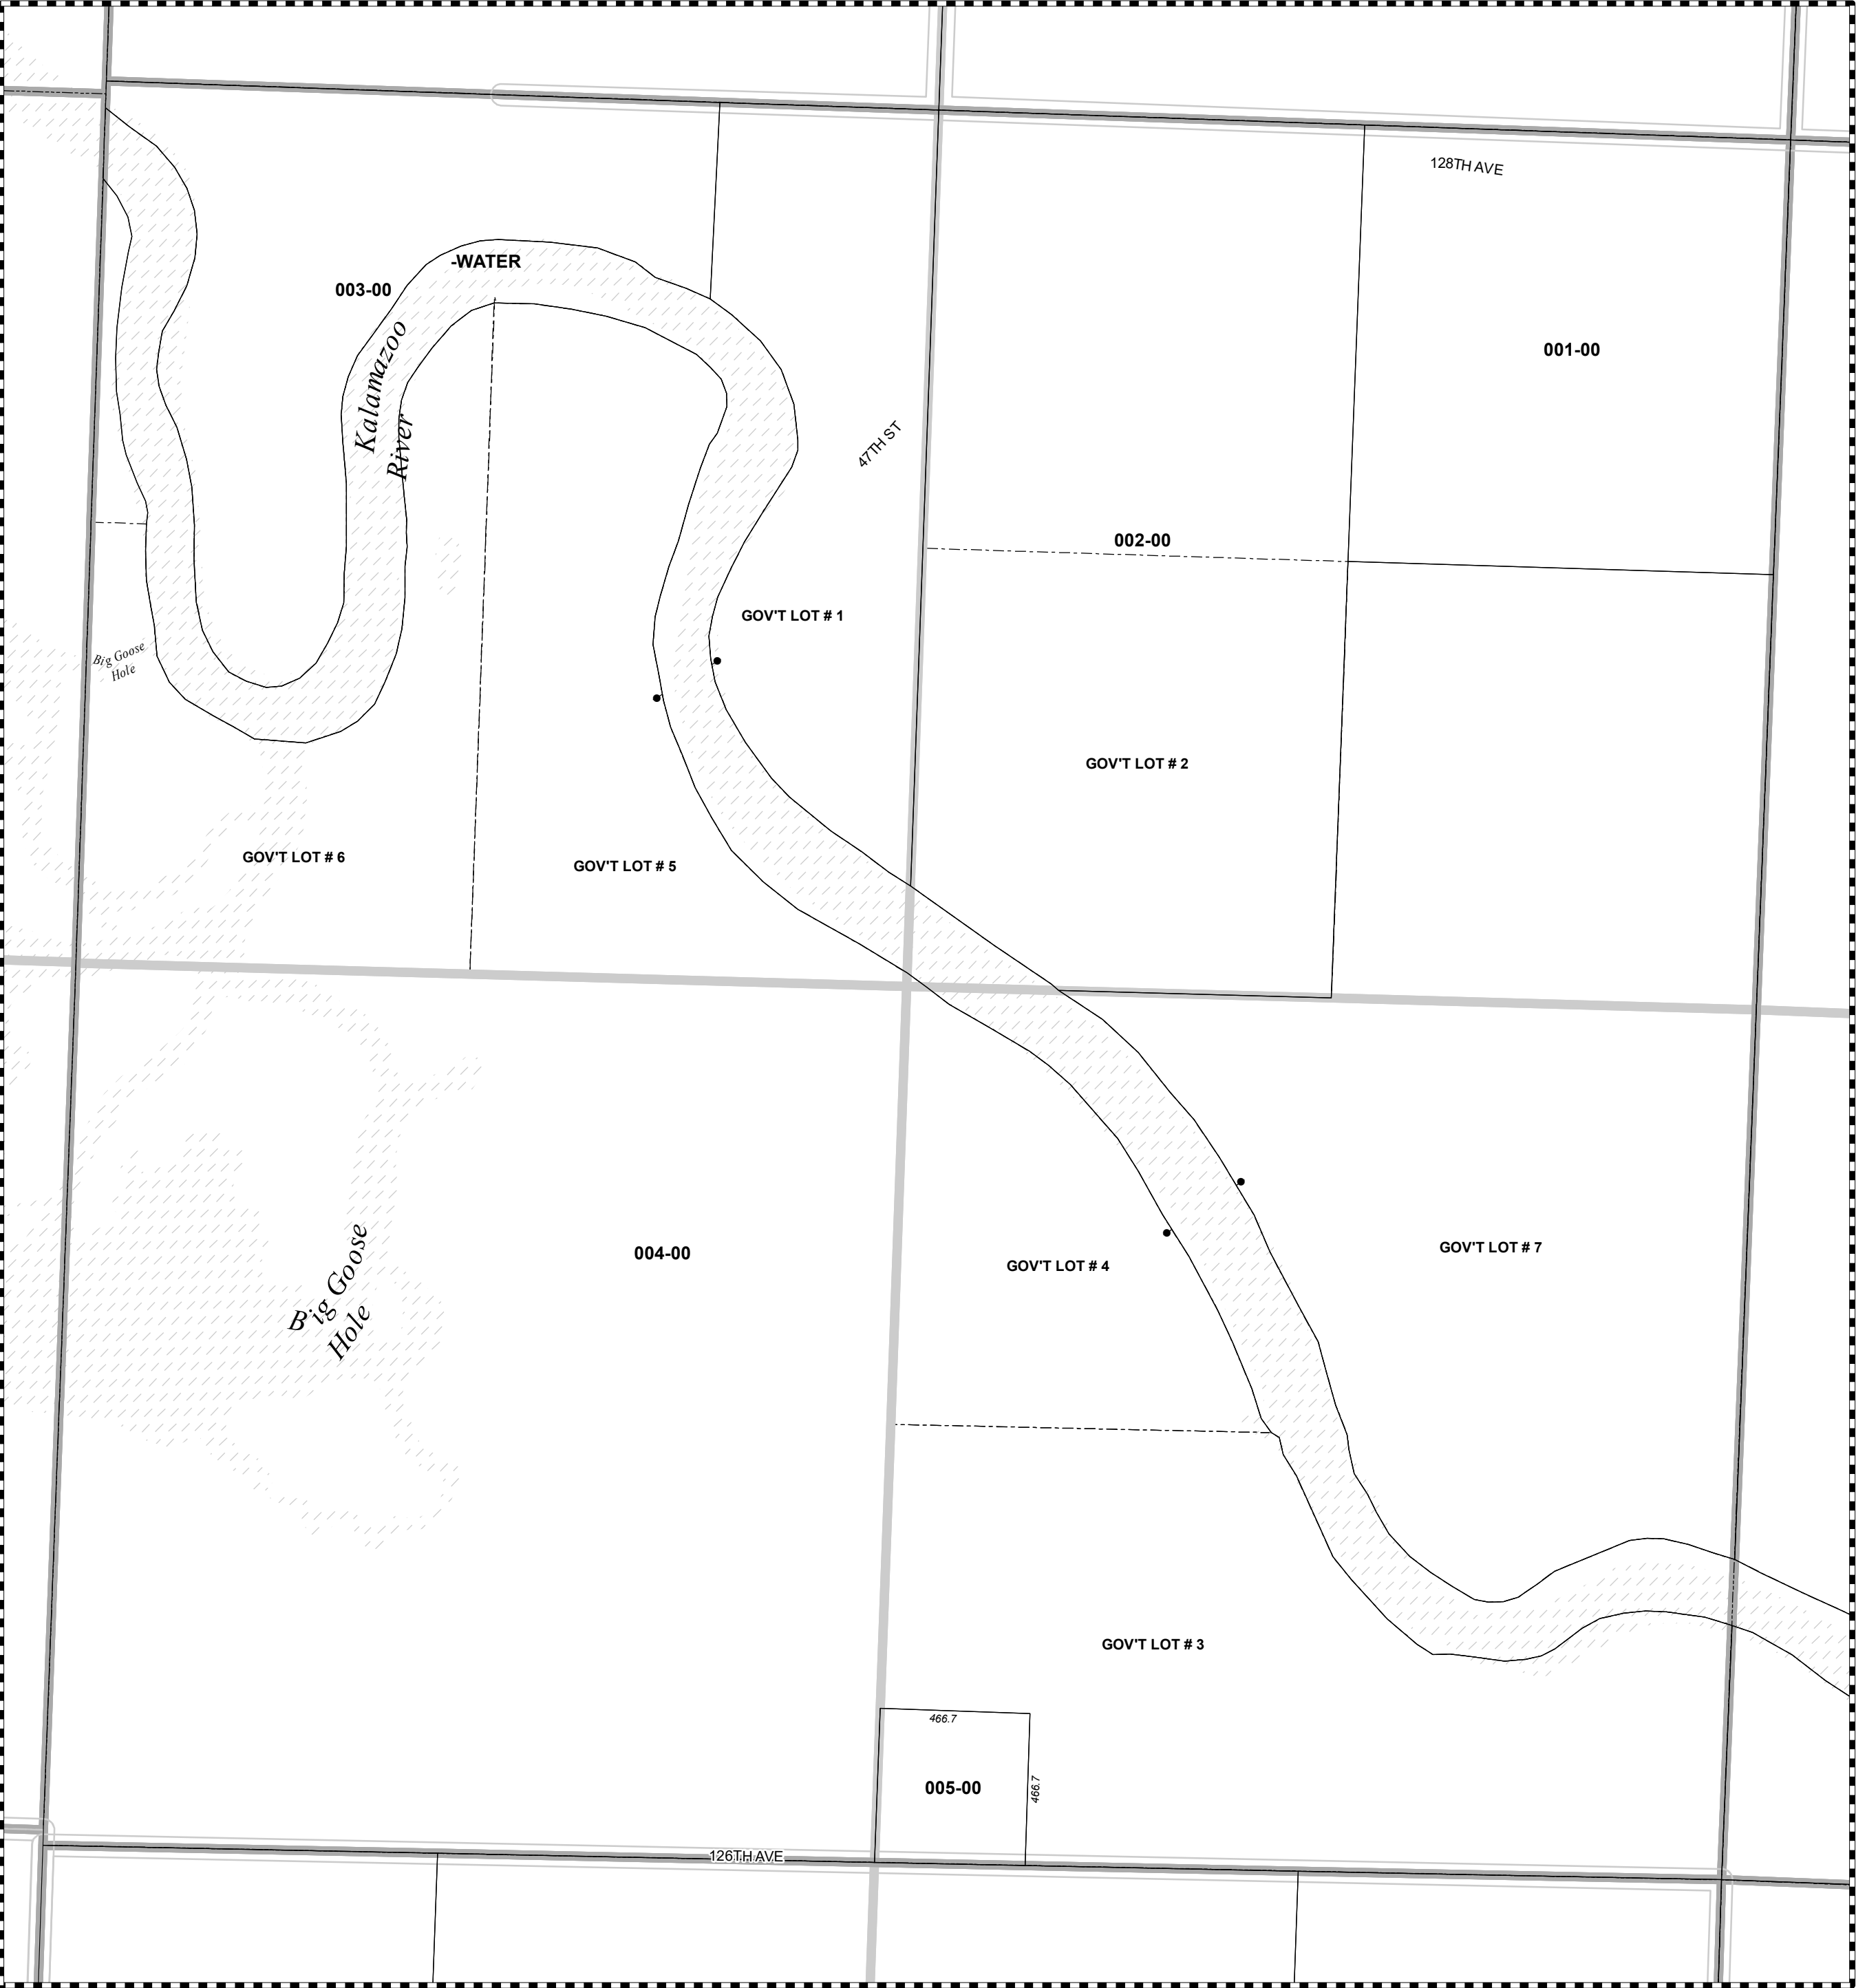 128TH AVE
-WATER
003-00
Kalamazoo
River
001-00
47TH ST
002-00
GOV'T LOT # 1
Big Goose
Hole
GOV'T LOT # 2
GOV'T LOT # 6
GOV'T LOT # 5
004-00
GOV'T LOT # 4
GOV'T LOT # 7
Big Goose
Hole
GOV'T LOT # 3
466.7
005-00
466.7
126TH AVE